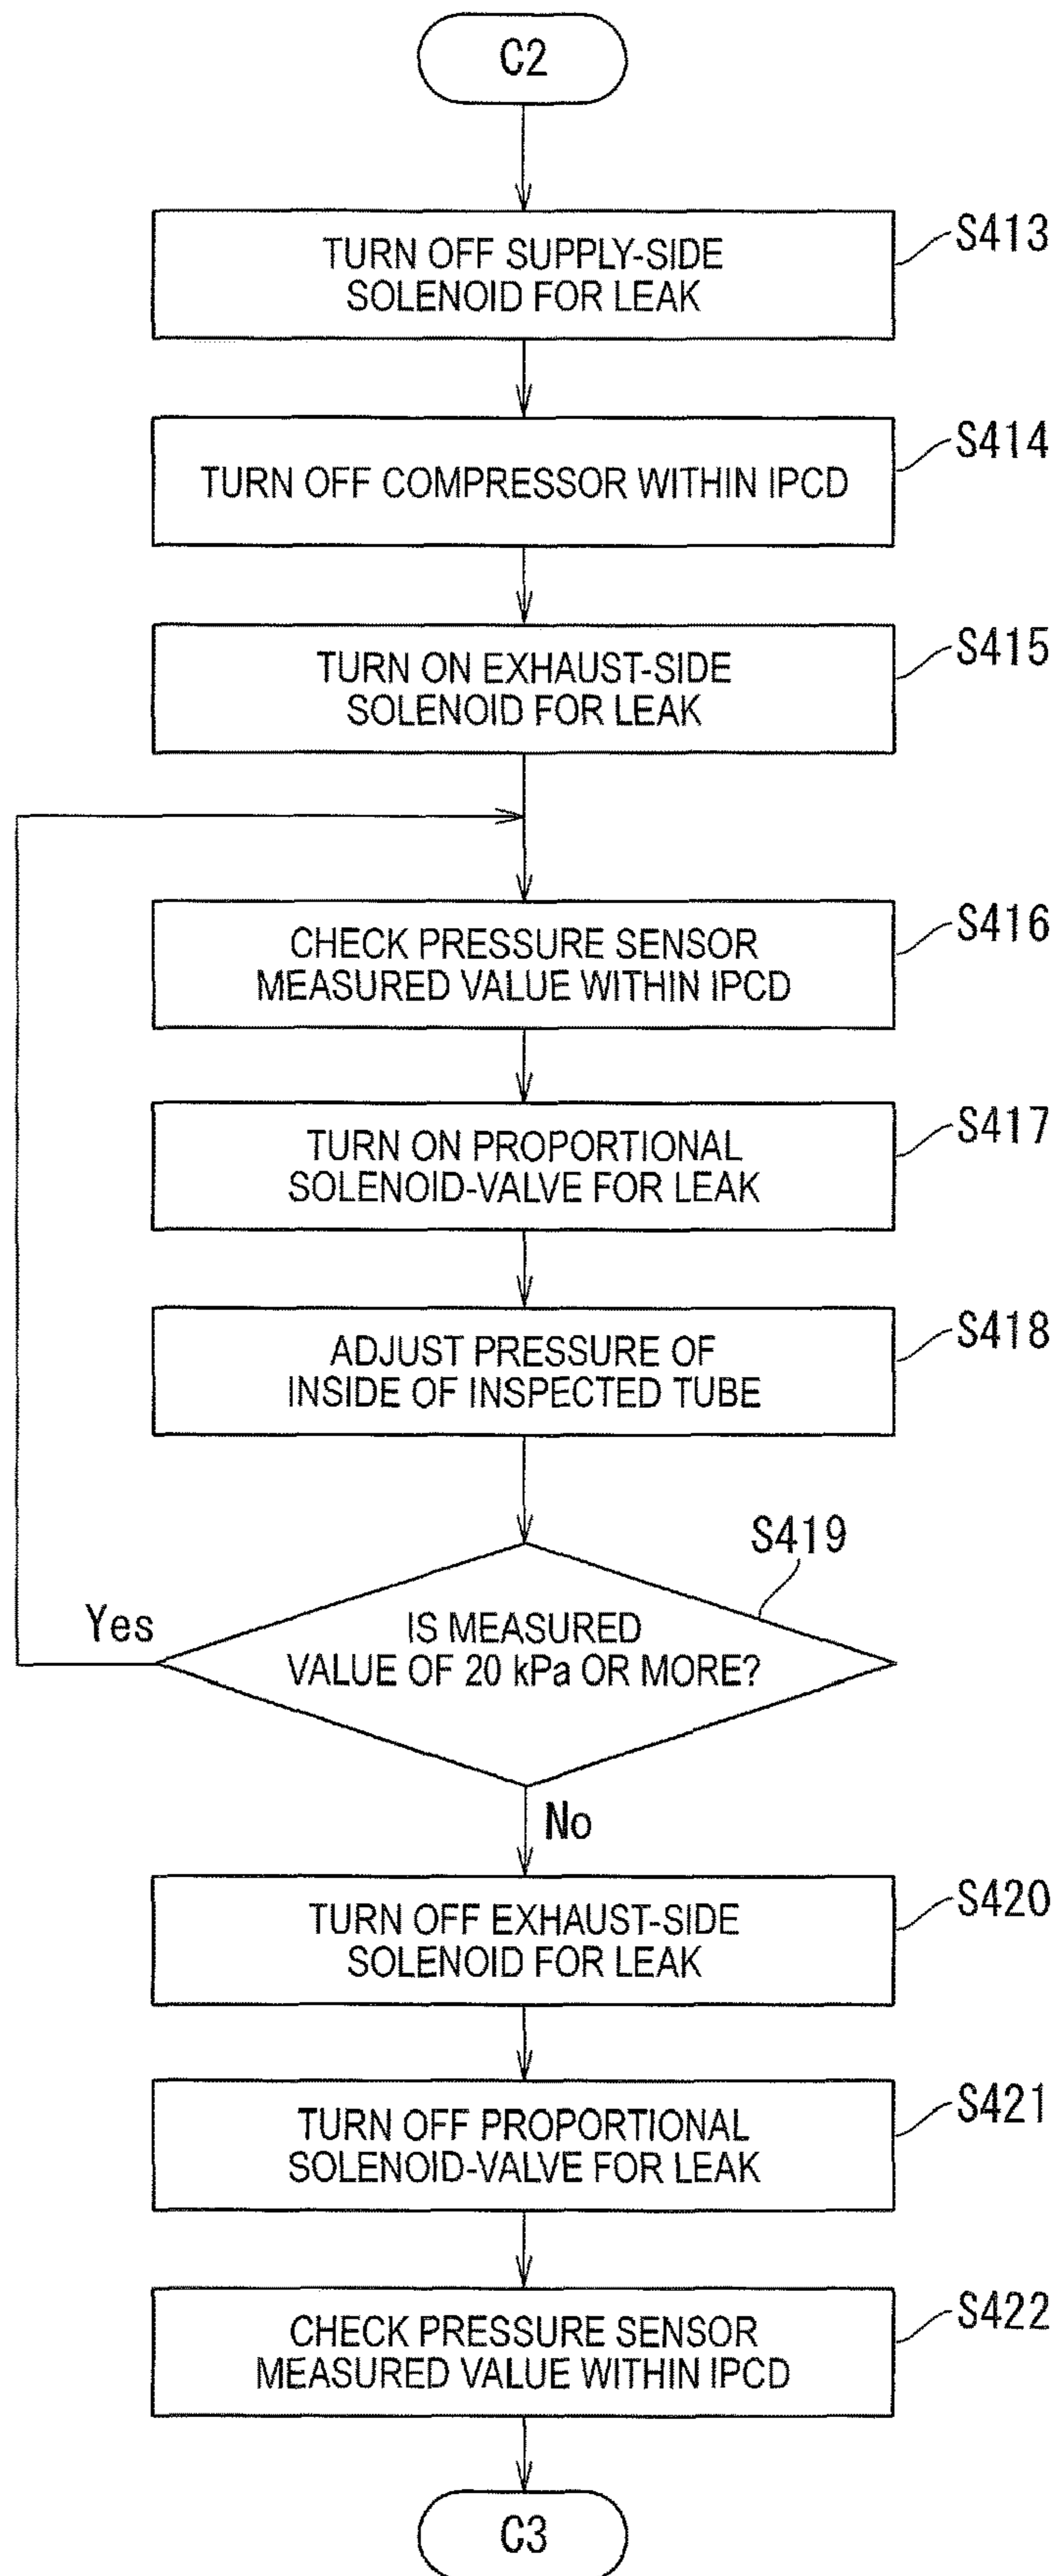 C2
TURN OFF SUPPLY-SIDE
SOLENOID FOR LEAK
S413
TURN OFF COMPRESSOR WITHIN IPCD
S414
TURN ON EXHAUST-SIDE
SOLENOID FOR LEAK
S415
CHECK PRESSURE SENSOR
MEASURED VALUE WITHIN IPCD
S416
TURN ON PROPORTIONAL
SOLENOID-VALVE FOR LEAK
S417
ADJUST PRESSURE OF
INSIDE OF INSPECTED TUBE
S418
S419
Yes
IS MEASURED
VALUE OF 20 kPa OR MORE?
No
TURN OFF EXHAUST-SIDE
SOLENOID FOR LEAK
S420
TURN OFF PROPORTIONAL
SOLENOID-VALVE FOR LEAK
S421
CHECK PRESSURE SENSOR
MEASURED VALUE WITHIN IPCD
S422
C3